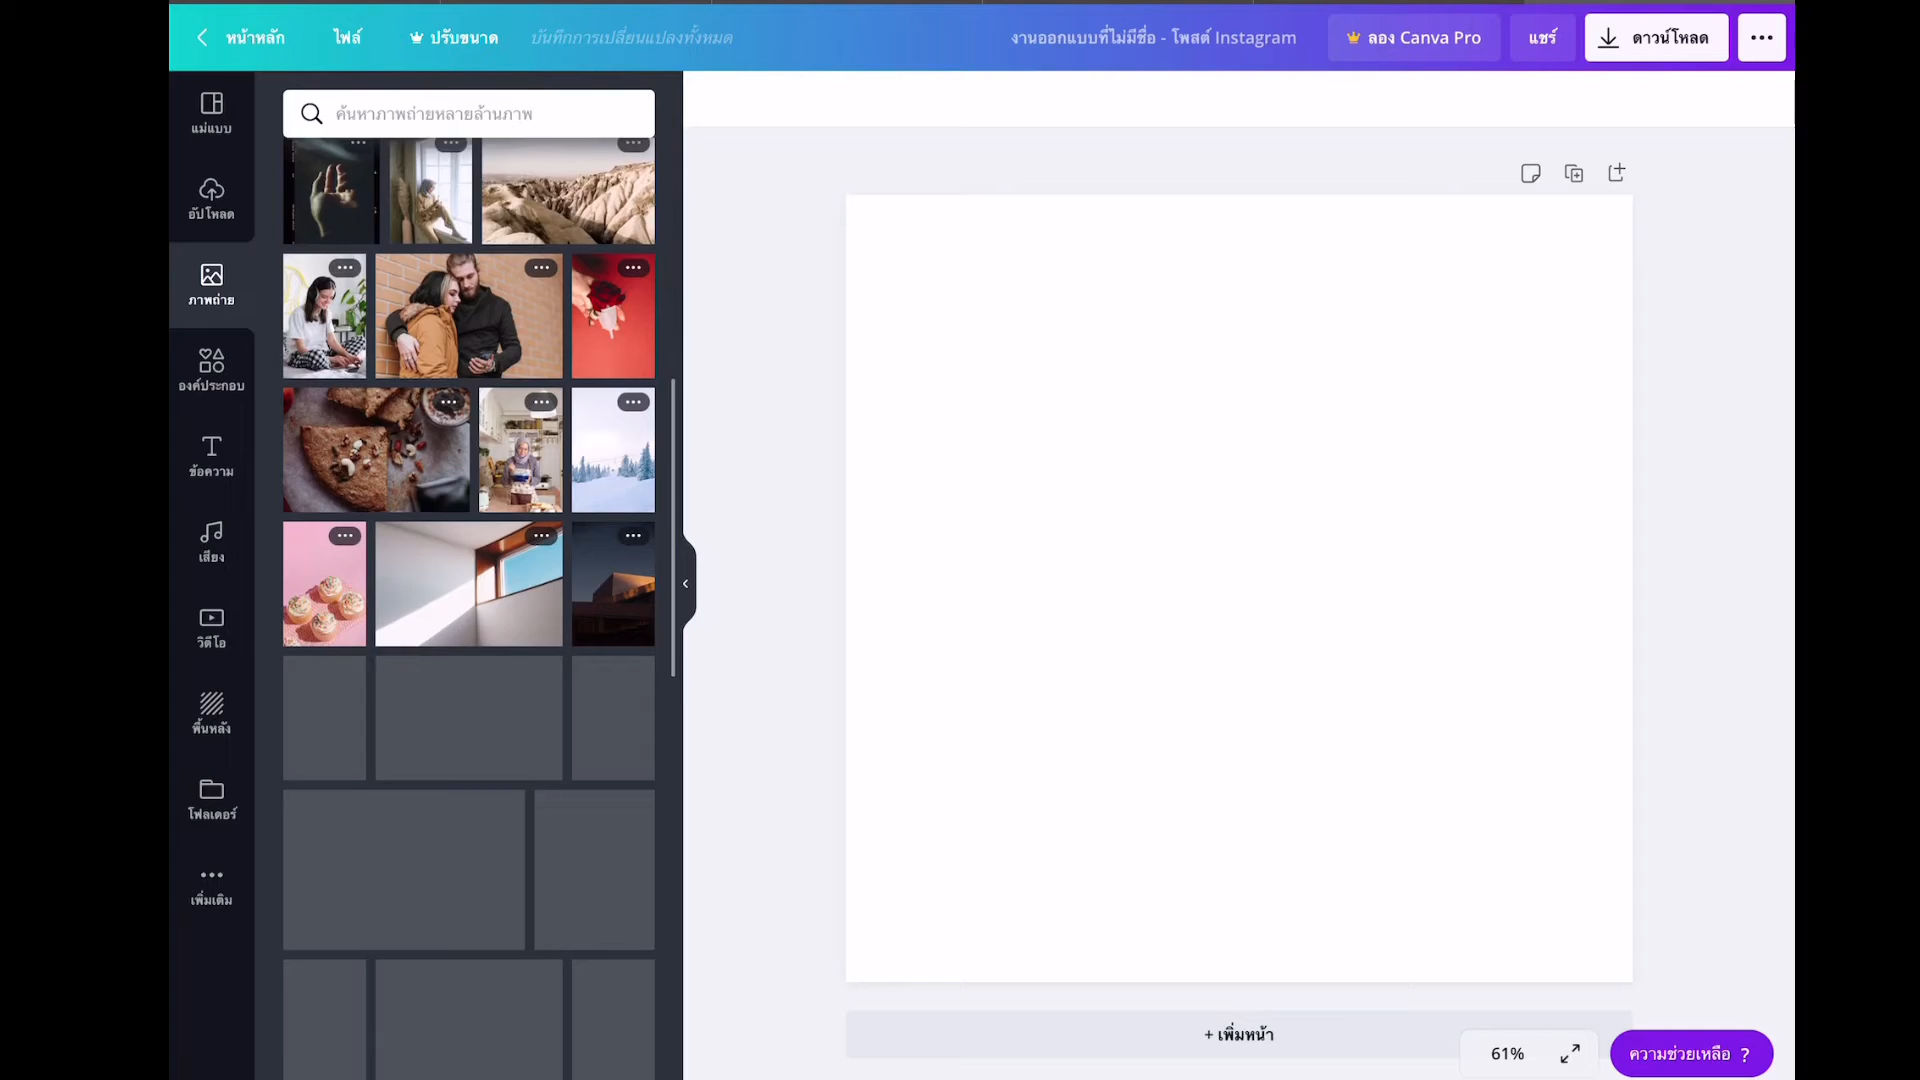 หน้าหลัก
ไฟล์
ปรับขนาด
บันทึกการเปลี่ยนแปลงทั้งหมด
งานออกแบบที่ไม่มีชื่อ - โพสต์ Instagram
ลอง Canva Pro
แชร์
ดาวน์โหลด
ค้นหาภาพถ่ายหลายล้านภาพ
แม่แบบ
อัปโหลด
ภาพถ่าย
องค์ประกอบ
ข้อความ
เสียง
วิดีโอ
พื้นหลัง
โฟลเดอร์
เพิ่มเติม
+ เพิ่มหน้า
61%
ความช่วยเหลือ ?